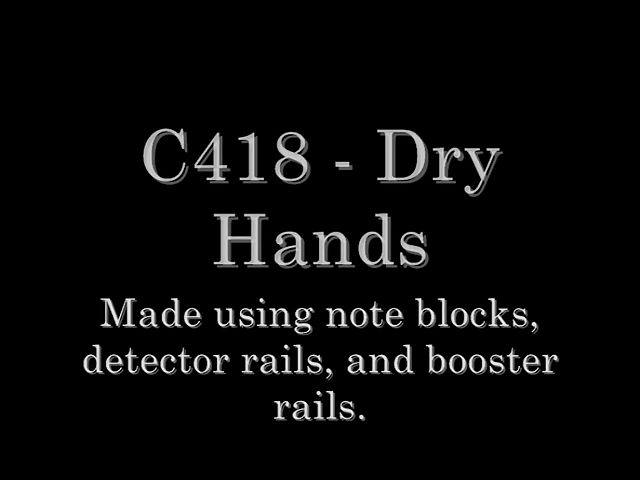 C418 - Dry
Hands
Made using note blocks,
detector rails, and booster
rails.